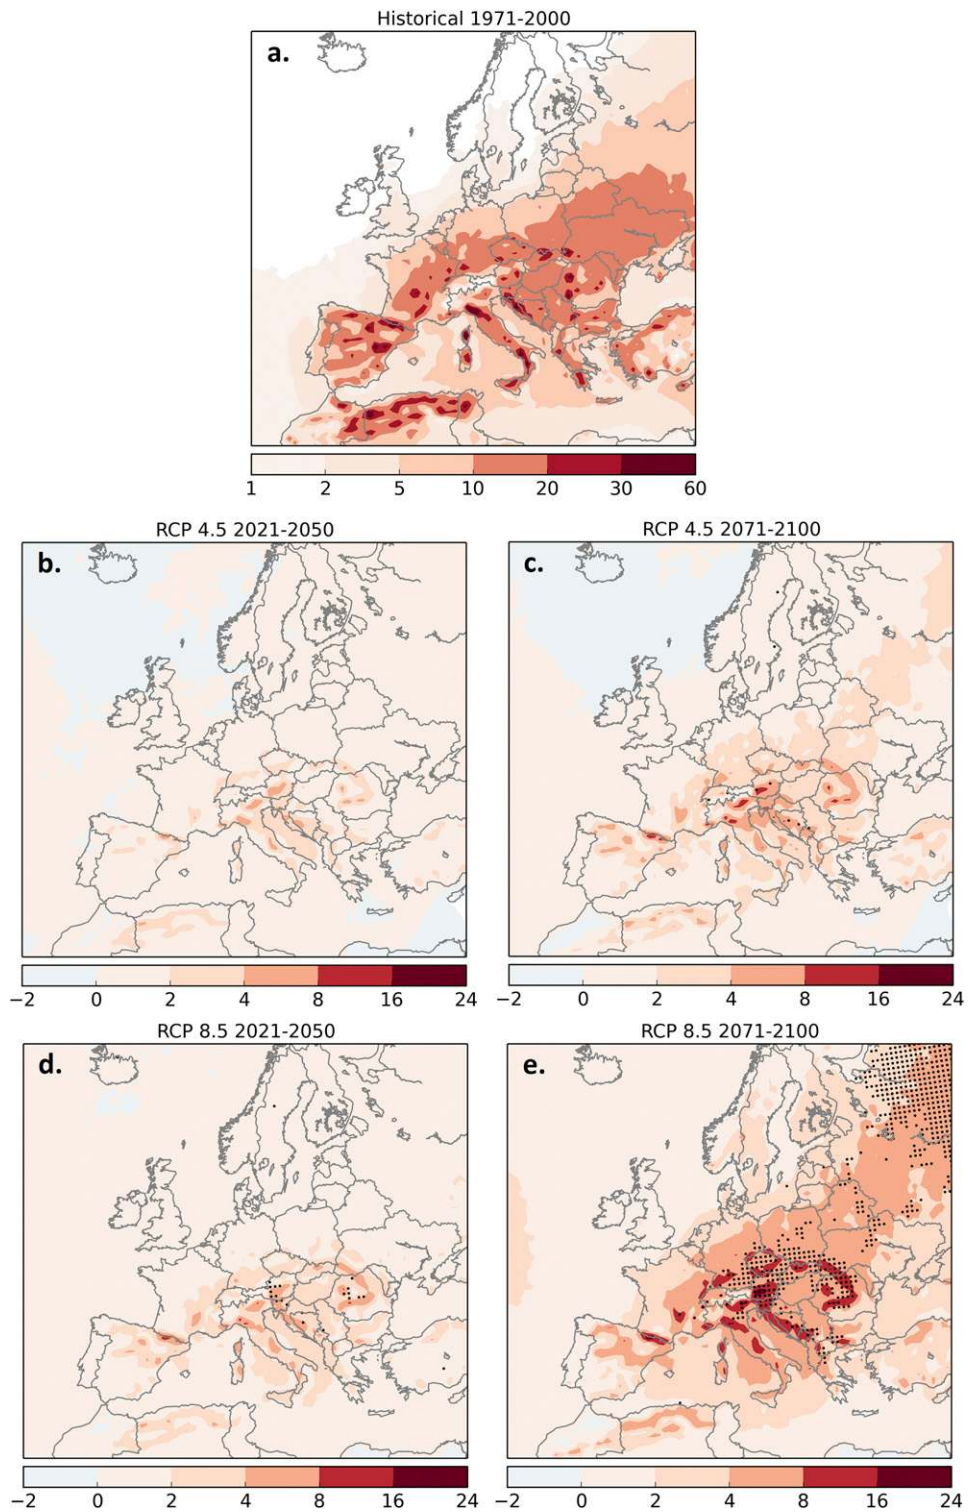 Historical 1971-2000
a.
1 2 5 10 20 30 60
RCP 4.5 2021-2050
b.
−2 0 2 4 8 16 24
RCP 4.5 2071-2100
c.
−2 0 2 4 8 16 24
RCP 8.5 2021-2050
d.
−2 0 2 4 8 16 24
RCP 8.5 2071-2100
e.
−2 0 2 4 8 16 24